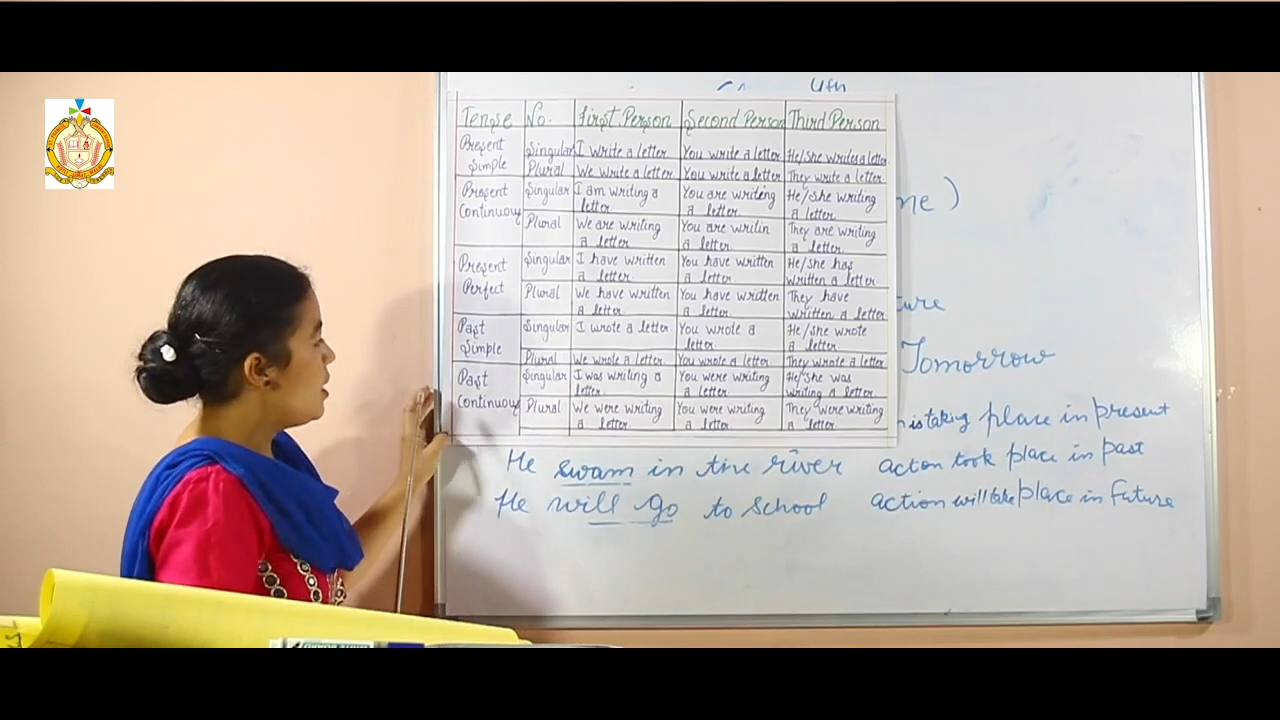 uth
Tense No. First Person Second Person Third Person
Present Simple Singular I write a letter You write a letter He/she writes a letter
Plural We write a letter You write a letter They write a letter
Present Continuous Singular I am writing a letter You are writing a letter. He/she writing a letter
Plural We are writing a letter You are writin a letter. They are writing a letter.
Present Perfect Singular I have written a letter. You have written a letter He/she has written a letter
Plural We have written a letter You have written a letter They have written a letter
Past Simple Singular I wrote a letter You wrote a letter He/she wrote a letter
Plural We wrote a letter You wrote a letter They wrote a letter
Past Continuous Singular I was writing a letter. You were writing a letter He/She was writing a letter
Plural We were writing a letter You were writing a letter They were writing a letter
me)
ture
Tomorrow
n is taking place in present
He swam in the river acton took place in past
He will go to school action will take place in Future